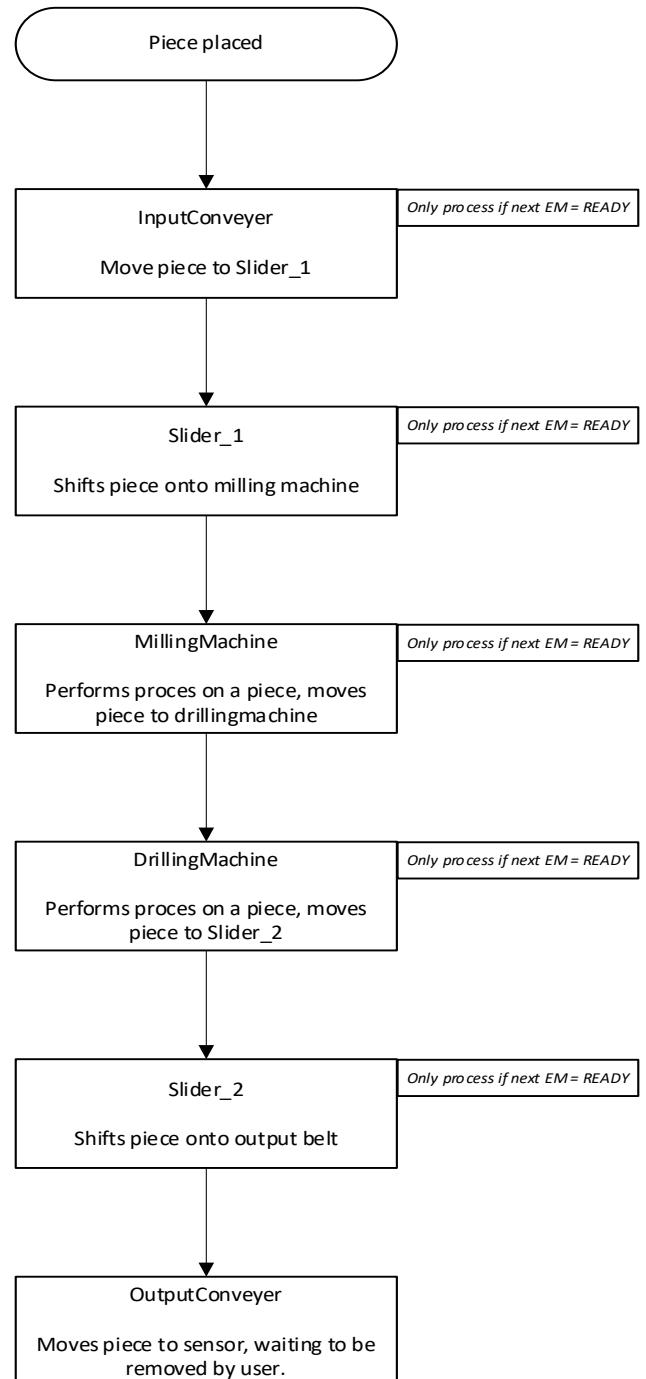 Piece placed
InputConveyer
Only process if next EM = READY
Move piece to Slider_1
Slider_1
Only process if next EM = READY
Shifts piece onto milling machine
MillingMachine
Only process if next EM = READY
Performs proces on a piece, moves
piece to drillingmachine
DrillingMachine
Only process if next EM = READY
Performs proces on a piece, moves
piece to Slider_2
Slider_2
Only process if next EM = READY
Shifts piece onto output belt
OutputConveyer
Moves piece to sensor, waiting to be
removed by user.